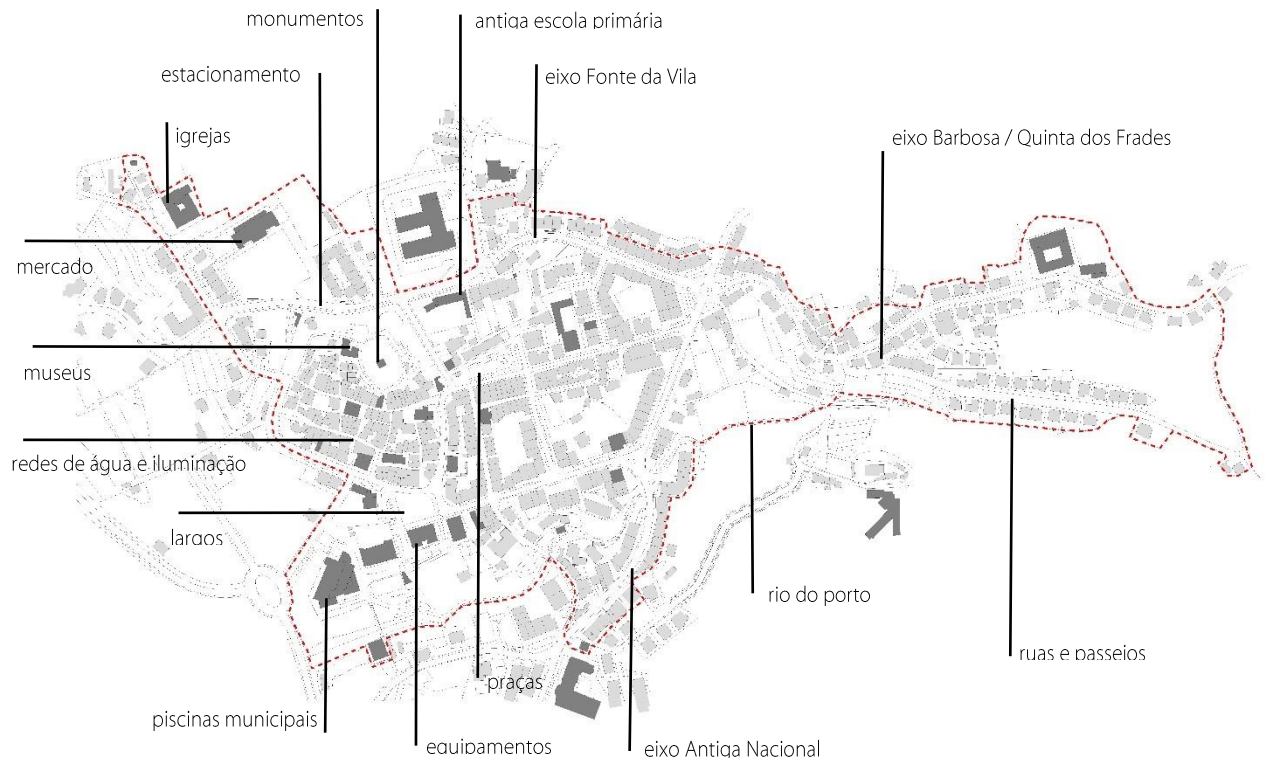 monumentos
antiga escola primária
estacionamento
eixo Fonte da Vila
igrejas
eixo Barbosa / Quinta dos Frades
mercado
museus
redes de água e iluminação
largos
rio do porto
ruas e passeios
praças
piscinas municipais
equipamentos
eixo Antiga Nacional